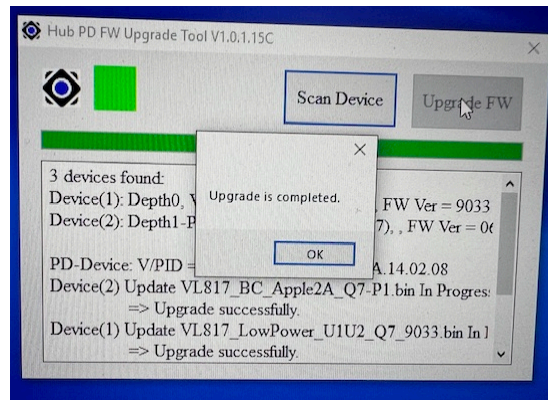 Hub PD FW Upgrade Tool V1.0.1.15C
Scan Device
Upgrade FW
Upgrade is completed.
OK
3 devices found:
Device(1): Depth0, FW Ver = 9033
Device(2): Depth1-P 7), , FW Ver =
PD-Device: V/PID = A.14.02.08
Device(2) Update VL817_BC_Apple2A_Q7-P1.bin In Progres
=> Upgrade successfully.
Device(1) Update VL817_LowPower_U1U2_Q7_9033.bin In
=> Upgrade successfully.